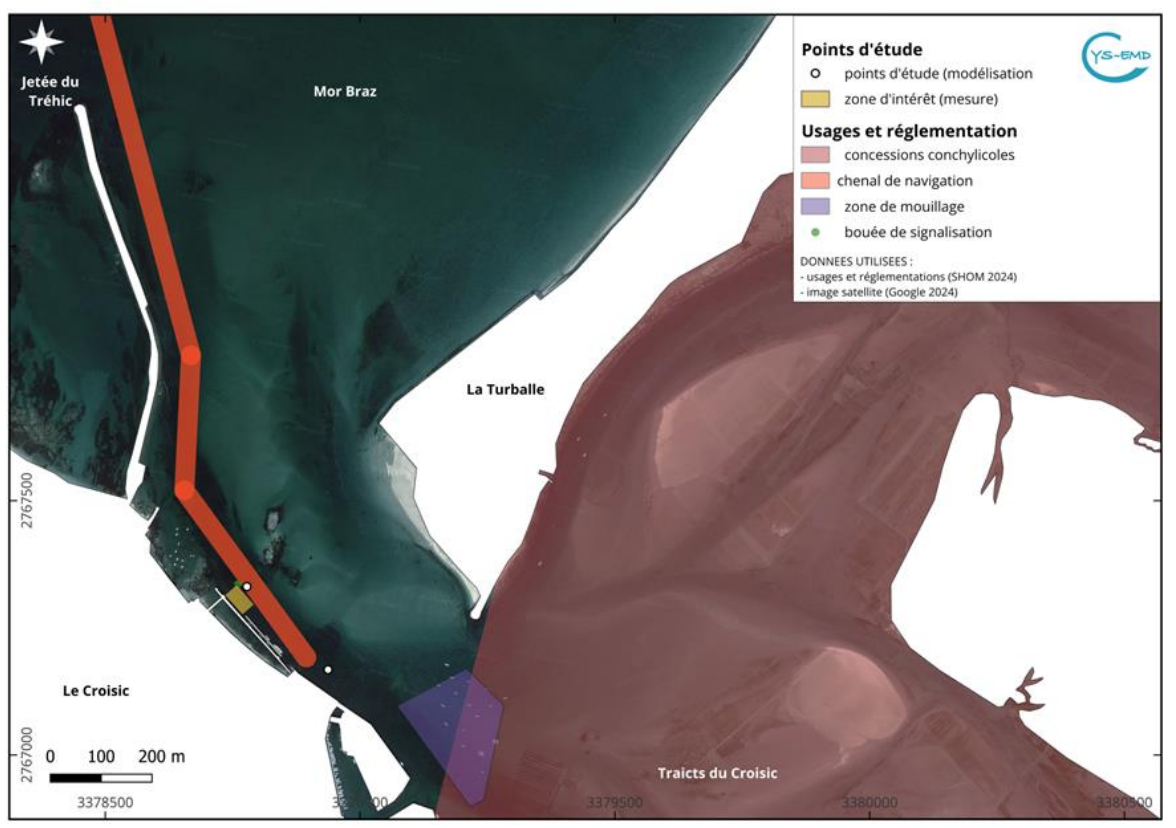 Jetée du
Tréhic
Mor Braz
Points d'étude
points d'étude (modélisation
zone d'intérêt (mesure)
Usages et réglementation
concessions conchylicoles
chenal de navigation
zone de mouillage
bouée de signalisation
DONNEES UTILISEES :
- usages et réglementations (SHOM 2024)
- image satellite (Google 2024)
YS-EMD
La Turballe
2767500
Le Croisic
2767000
0 100 200 m
Traicts du Croisic
3378500
3379500
3380000
3380500